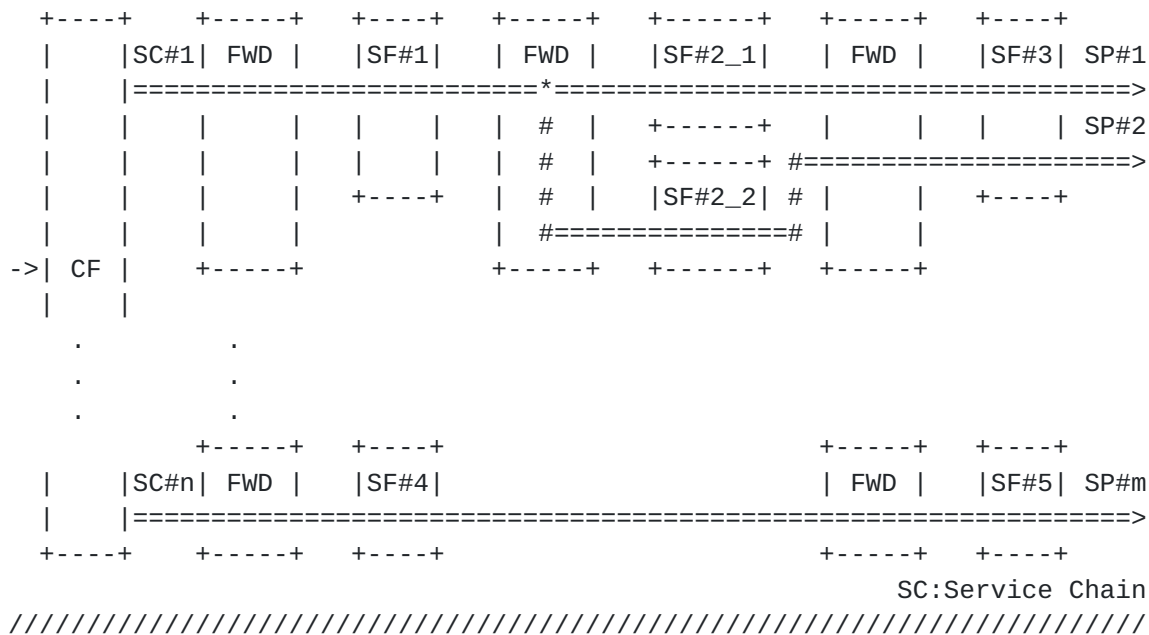 +----+    +-----+   +----+   +-----+   +------+   +-----+   +----+
  |    |SC#1| FWD |   |SF#1|   | FWD |   |SF#2_1|   | FWD |   |SF#3| SP#1
  |    |==========================*=====================================>
  |    |    |     |   |    |   |  #  |   +------+   |     |   |    | SP#2
  |    |    |     |   |    |   |  #  |   +------+ #=====================>
  |    |    |     |   +----+   |  #  |   |SF#2_2| # |     |   +----+
  |    |    |     |            |  #===============# |     |
->| CF |    +-----+            +-----+   +------+   +-----+
  |    |
    .         .
    .         .
    .         .
            +-----+   +----+                        +-----+   +----+
  |    |SC#n| FWD |   |SF#4|                        | FWD |   |SF#5| SP#m
  |    |================================================================>
  +----+    +-----+   +----+                        +-----+   +----+
                                                         SC:Service Chain
/////////////////////////////////////////////////////////////////////////